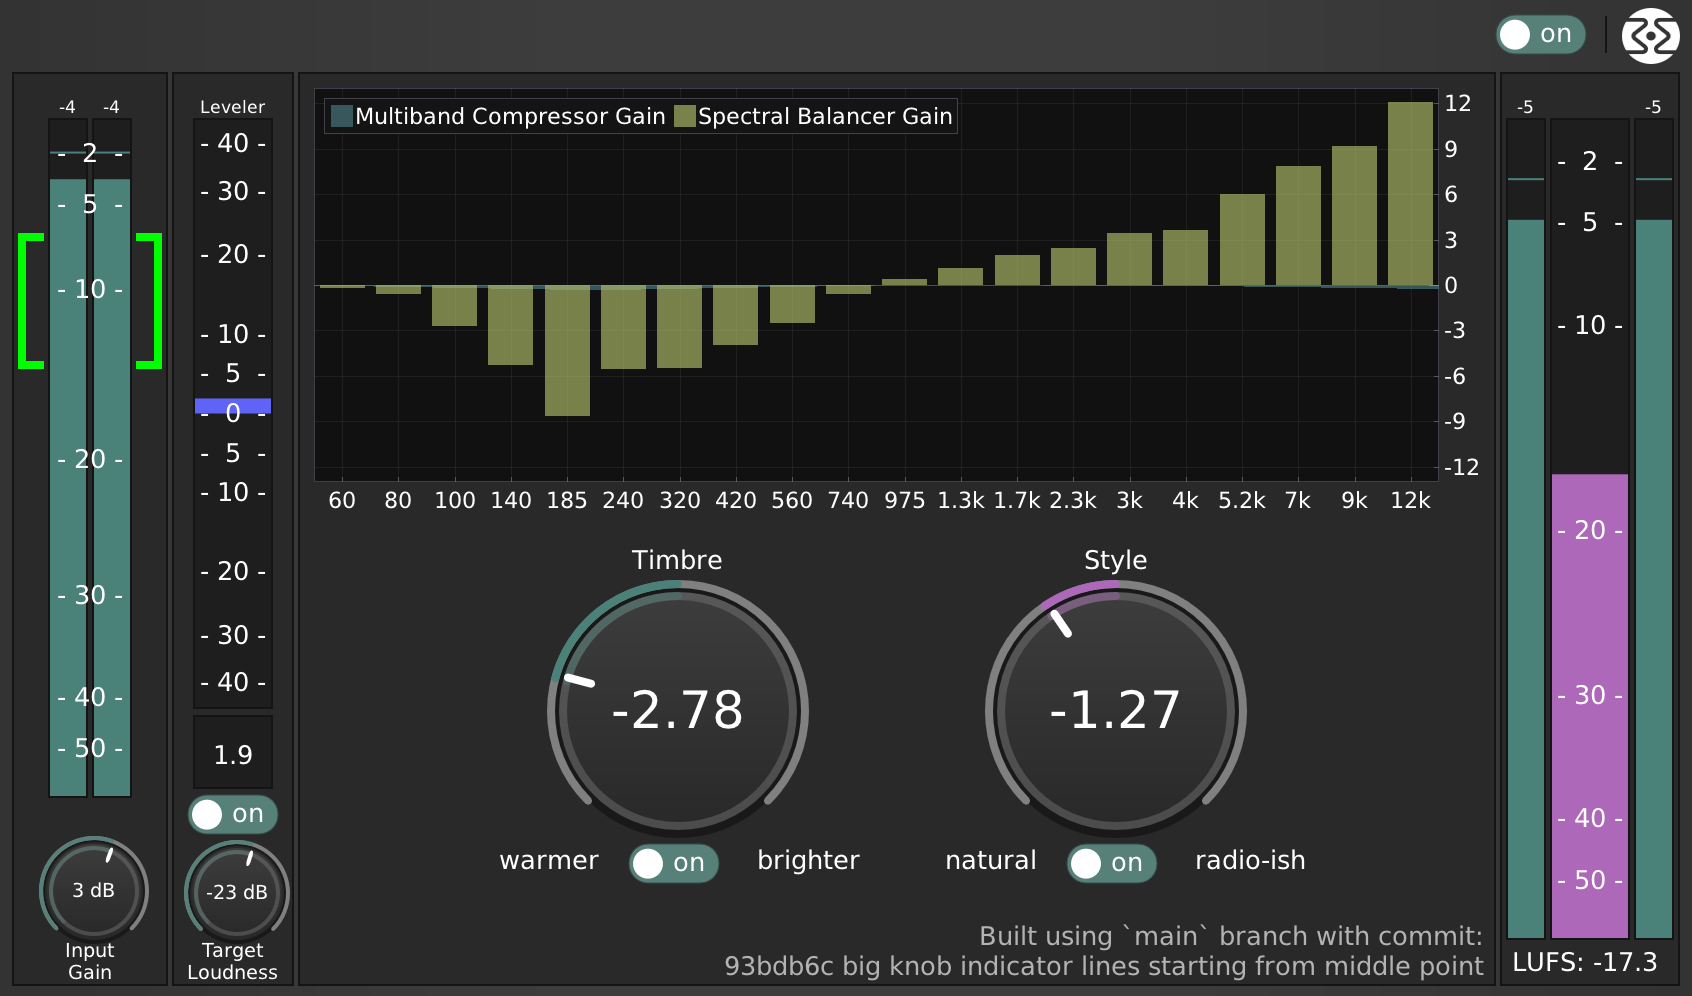 on
-4 -4
- 2 -
- 5 -
- 10 -
- 20 -
- 30 -
- 40 -
- 50 -
3 dB
Input
Gain
Leveler
- 40 -
- 30 -
- 20 -
- 10 -
- 5 -
- 0 -
- 5 -
- 10 -
- 20 -
- 30 -
- 40 -
1.9
on
-23 dB
Target
Loudness
Multiband Compressor Gain Spectral Balancer Gain
12
9
6
3
0
-3
-6
-9
-12
60 80 100 140 185 240 320 420 560 740 975 1.3k 1.7k 2.3k 3k 4k 5.2k 7k 9k 12k
Timbre
-2.78
warmer on brighter
Style
-1.27
natural on radio-ish
Built using `main` branch with commit:
93bdb6c big knob indicator lines starting from middle point
-5 -5
- 2 -
- 5 -
- 10 -
- 20 -
- 30 -
- 40 -
- 50 -
LUFS: -17.3